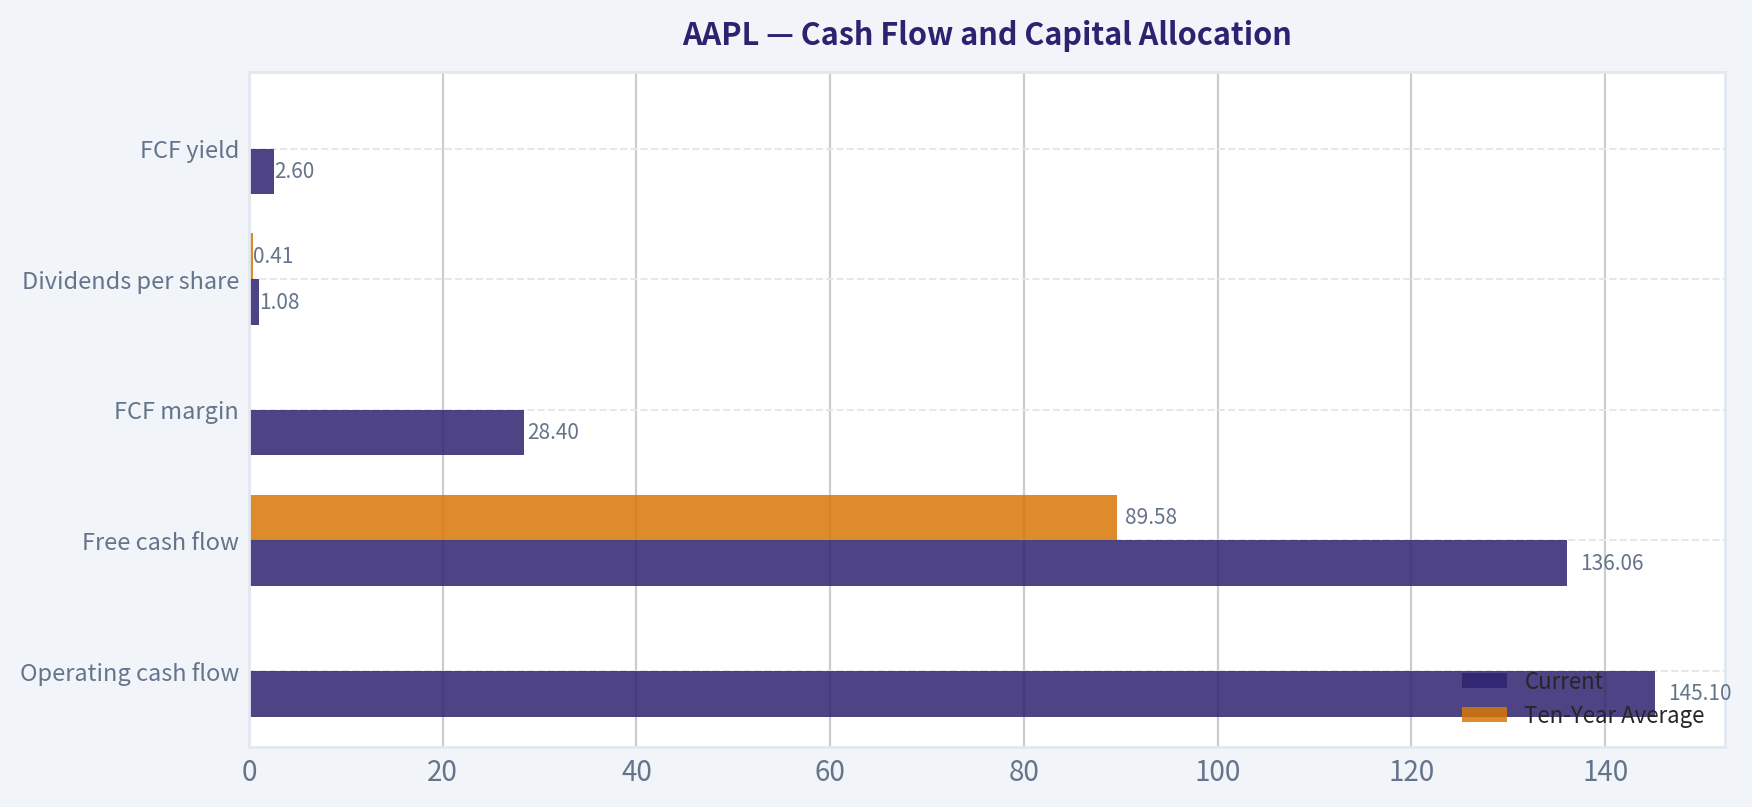 AAPL — Cash Flow and Capital Allocation
FCF yield
2.60
0.41
Dividends per share
1.08
FCF margin
28.40
89.58
Free cash flow
136.06
Operating cash flow
145.10
Current
Ten-Year Average
0 20 40 60 80 100 120 140